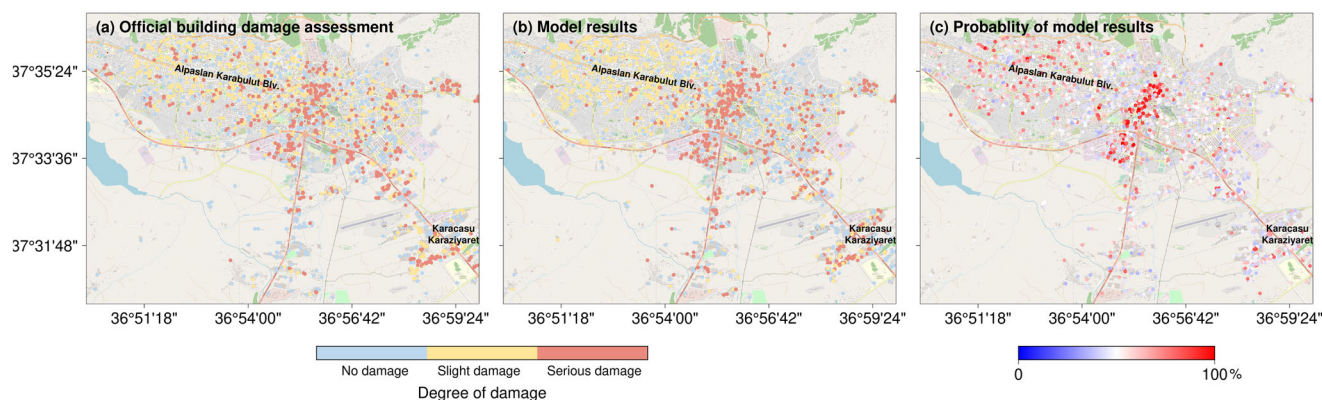 (a) Official building damage assessment
(b) Model results
(c) Probablity of model results
Alpaslan Karabulut Blv.
Alpaslan Karabulut Blv.
Alpaslan Karabulut Blv.
37°35'24"
37°33'36"
37°31'48"
Karacasu
Karaziyaret
Karacasu
Karaziyaret
Karacasu
Karaziyaret
36°51'18" 36°54'00" 36°56'42" 36°59'24"
36°51'18" 36°54'00" 36°56'42" 36°59'24"
36°51'18" 36°54'00" 36°56'42" 36°59'24"
No damage Slight damage Serious damage
Degree of damage
0 100%